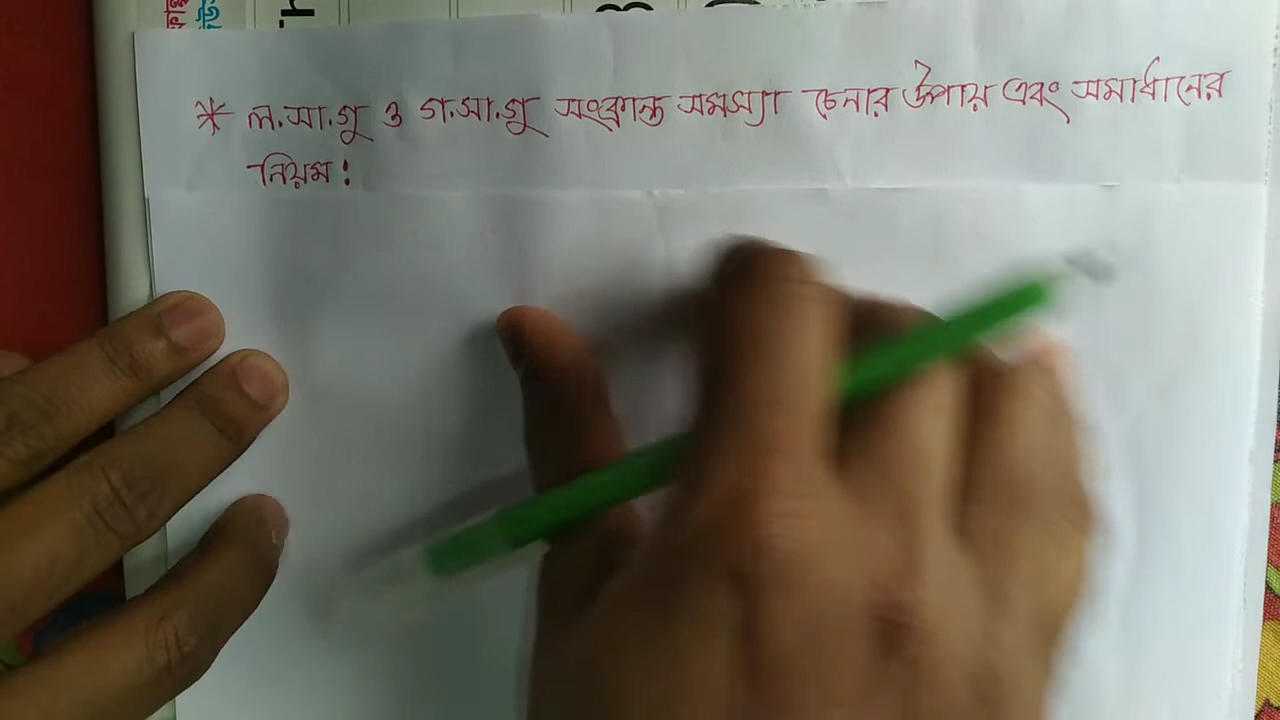 * ল.সা.গু ও গ.সা.গু সংক্রান্ত সমস্যা চেনার উপায় এবং সমাধানের
নিয়ম :